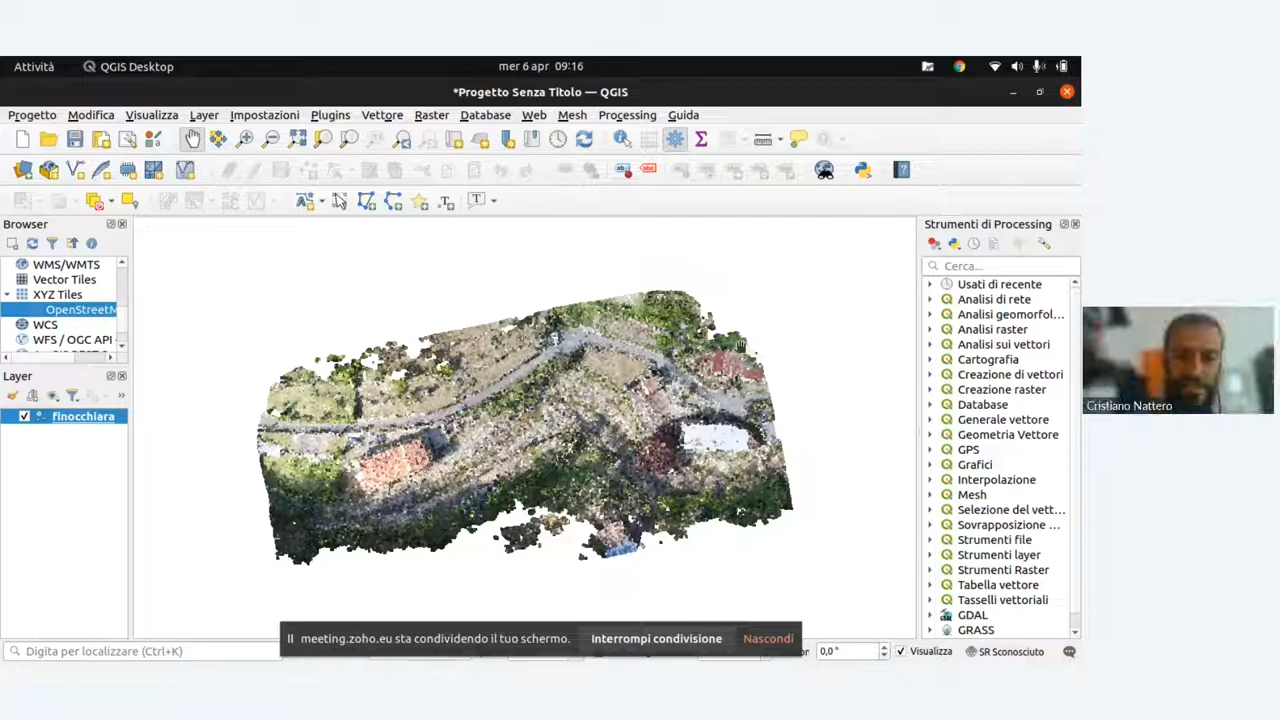 Attività QGIS Desktop mer 6 apr 09:16
*Progetto Senza Titolo — QGIS
Progetto Modifica Visualizza Layer Impostazioni Plugins Vettore Raster Database Web Mesh Processing Guida
Browser
WMS/WMTS
Vector Tiles
XYZ Tiles
OpenStreetM
WCS
WFS / OGC API
Layer
finocchiara
Strumenti di Processing
Cerca...
Usati di recente
Analisi di rete
Analisi geomorfol...
Analisi raster
Analisi sui vettori
Cartografia
Creazione di vettori
Creazione raster
Database
Generale vettore
Geometria Vettore
GPS
Grafici
Interpolazione
Mesh
Selezione del vett...
Sovrapposizione ...
Strumenti file
Strumenti layer
Strumenti Raster
Tabella vettore
Tasselli vettoriali
GDAL
GRASS
Cristiano Nattero
meeting.zoho.eu sta condividendo il tuo schermo. Interrompi condivisione Nascondi
Digita per localizzare (Ctrl+K) 0,0 ° Visualizza SR Sconosciuto